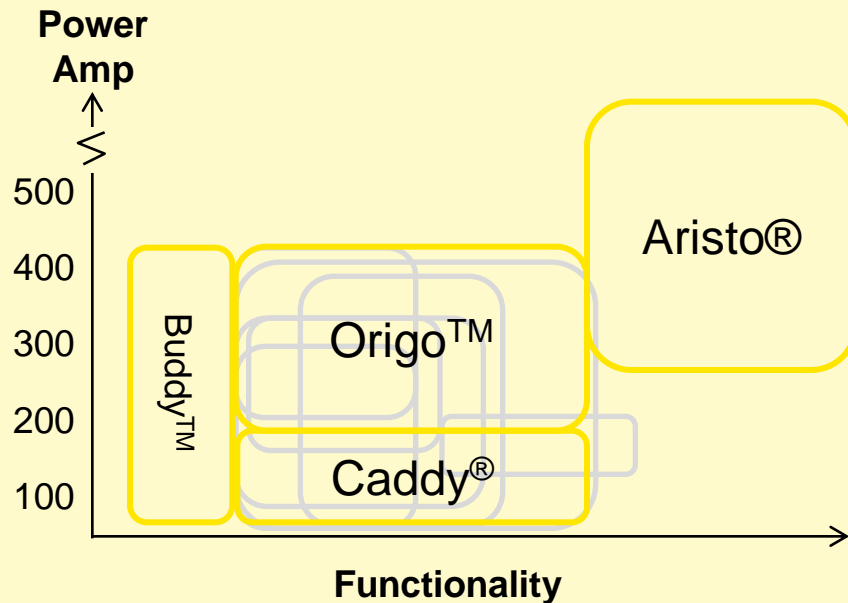 Power
Amp
500
400
300
200
100
Buddy™
Origo™
Caddy®
Aristo®
Functionality